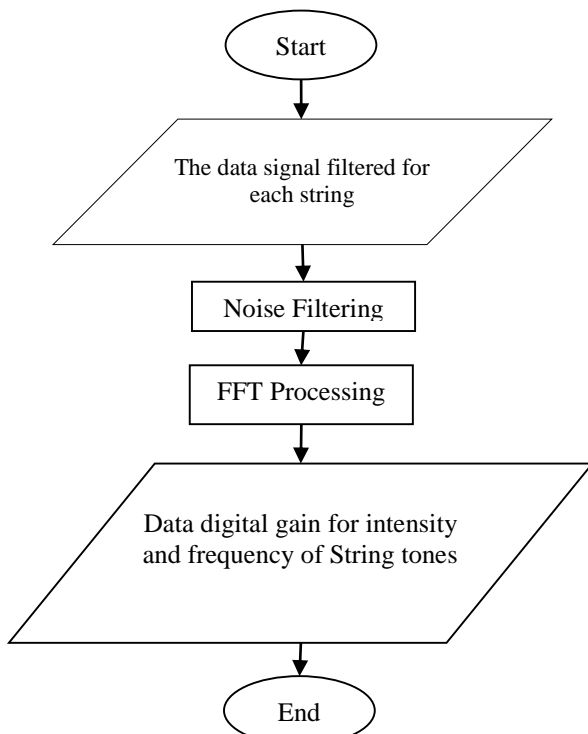 Start
The data signal filtered for
each string
Noise Filtering
FFT Processing
Data digital gain for intensity
and frequency of String tones
End